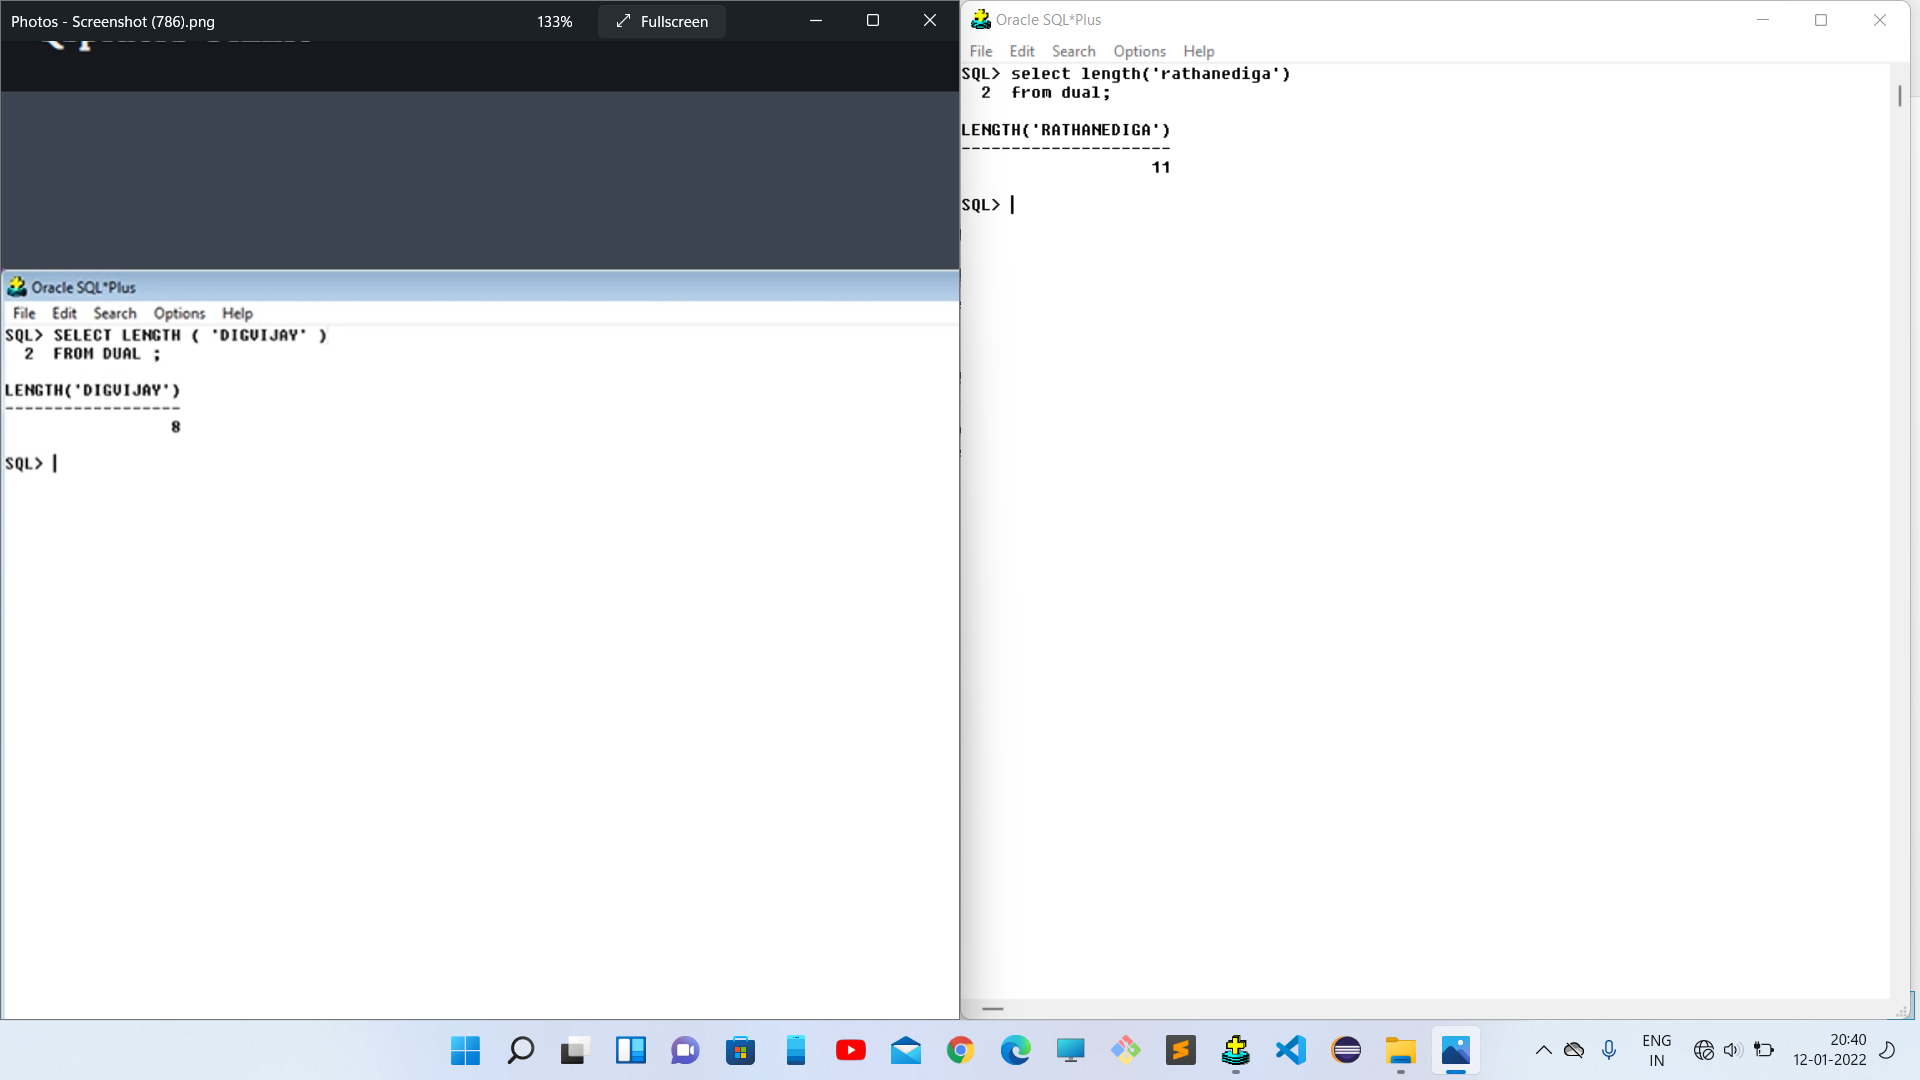 Photos - Screenshot (786).png
133%
Fullscreen
Oracle SQL*Plus
File Edit Search Options Help
SQL> SELECT LENGTH ( 'DIGVIJAY' )
2 FROM DUAL ;
LENGTH('DIGVIJAY')
------------------
8
SQL>
Oracle SQL*Plus
File Edit Search Options Help
SQL> select length('rathanediga')
2 from dual;
LENGTH('RATHANEDIGA')
---------------------
11
SQL>
ENG
IN
20:40
12-01-2022